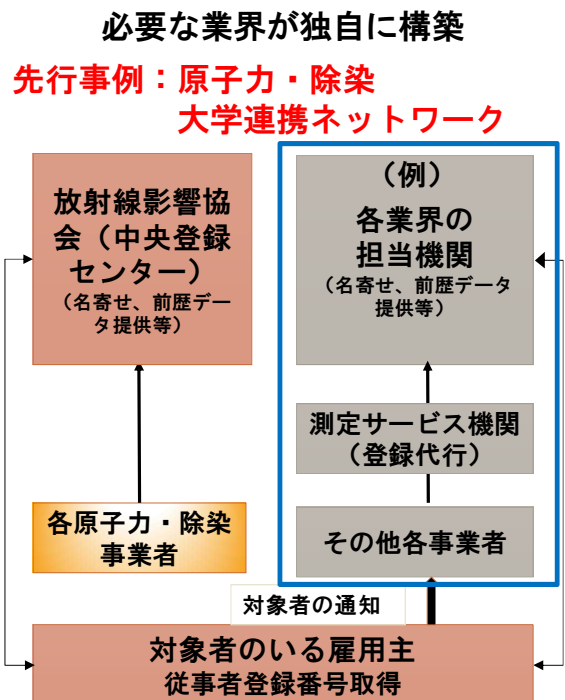 必要な業界が独自に構築
先行事例：原子力・除染
大学連携ネットワーク
放射線影響協
会（中央登録
センター）
（名寄せ、前歴デー
タ提供等）
（例）
各業界の
担当機関
（名寄せ、前歴データ
提供等）
測定サービス機関
（登録代行）
各原子力・除染
事業者
その他各事業者
対象者の通知
対象者のいる雇用主
従事者登録番号取得